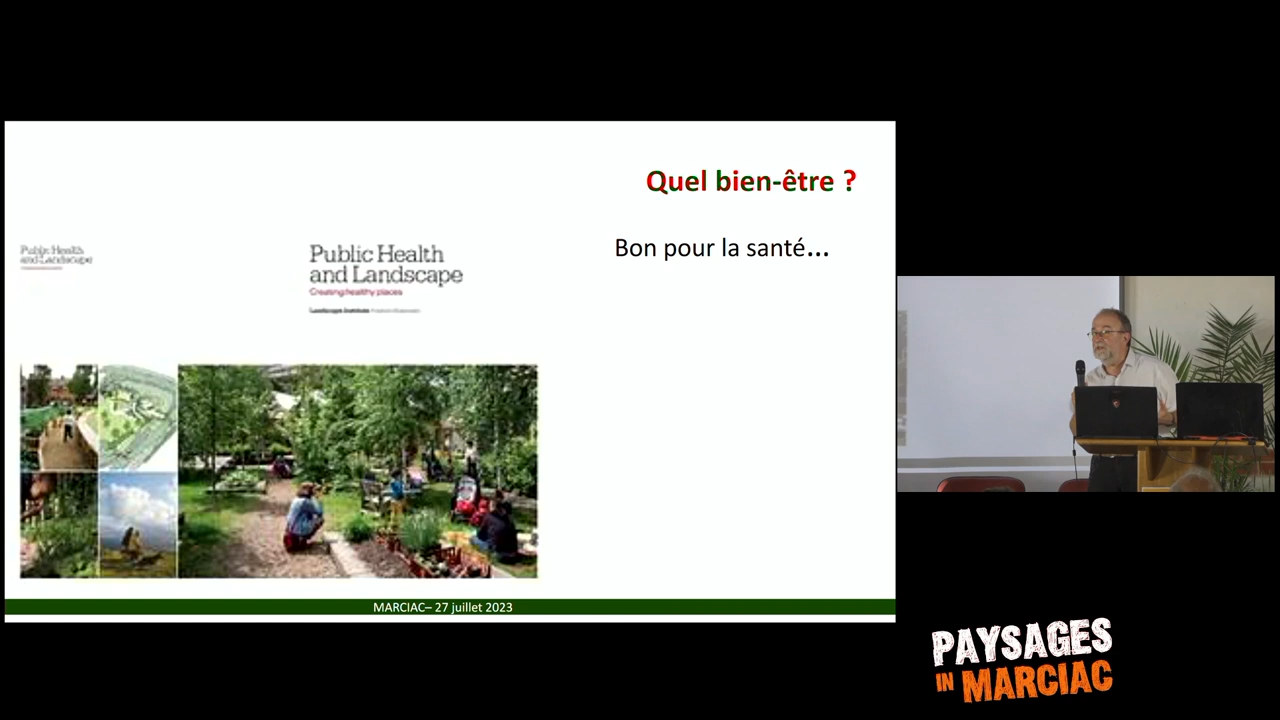 Quel bien-être ?
Bon pour la santé...
Public Health
and Landscape
Public Health
and Landscape
Creating healthy places
Landscape Institute
MARCIAC– 27 juillet 2023
PAYSAGES
IN MARCIAC